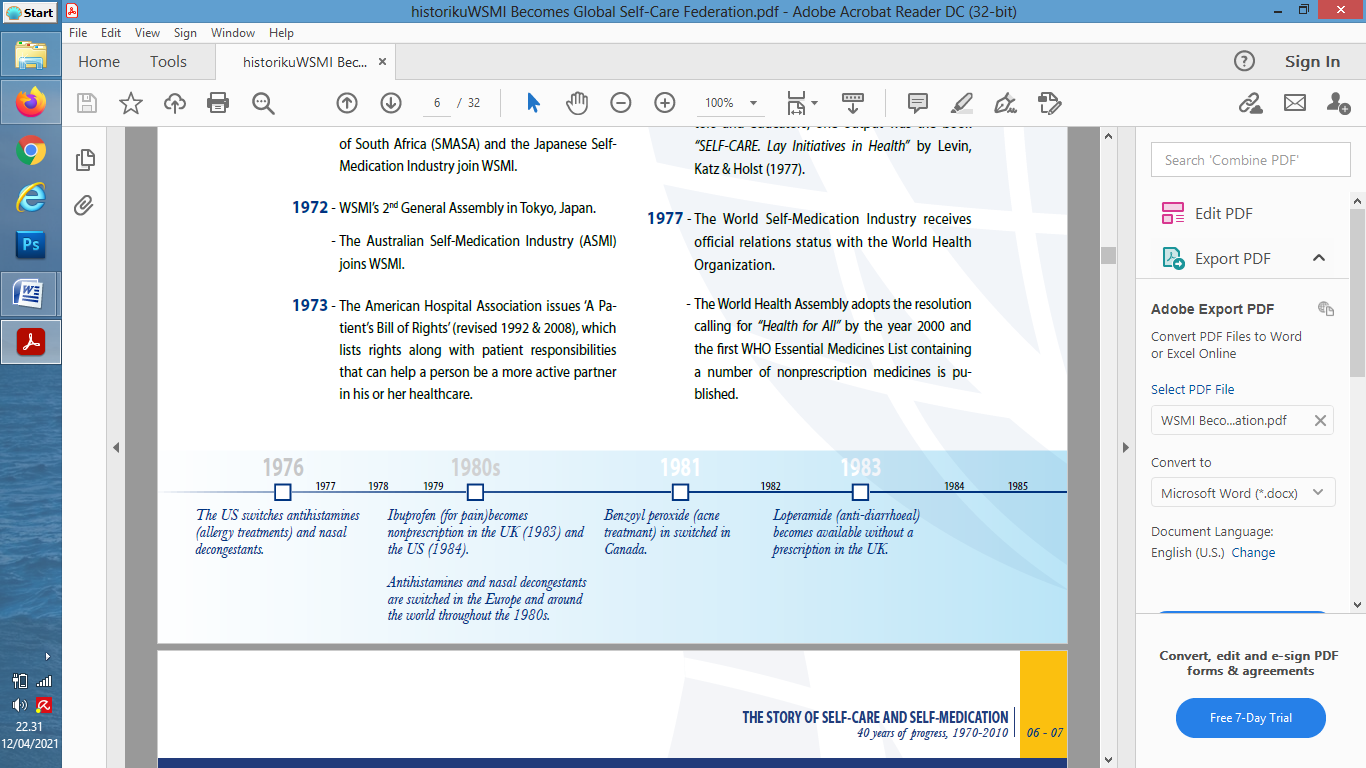 Start
historikuWSMI Becomes Global Self-Care Federation.pdf - Adobe Acrobat Reader DC (32-bit)
File Edit View Sign Window Help
Home Tools historikuWSMI Bec... × Sign In
6 / 32 100%
of South Africa (SMASA) and the Japanese Self-
Medication Industry join WSMI.
1972 - WSMI's 2nd General Assembly in Tokyo, Japan.
- The Australian Self-Medication Industry (ASMI)
joins WSMI.
1973 - The American Hospital Association issues ‘A Pa-
tient’s Bill of Rights’ (revised 1992 & 2008), which
lists rights along with patient responsibilities
that can help a person be a more active partner
in his or her healthcare.
“SELF-CARE. Lay Initiatives in Health” by Levin,
Katz & Holst (1977).
1977 - The World Self-Medication Industry receives
official relations status with the World Health
Organization.
- The World Health Assembly adopts the resolution
calling for “Health for All” by the year 2000 and
the first WHO Essential Medicines List containing
a number of nonprescription medicines is pu-
blished.
1976 1980s 1981 1983
1977 1978 1979 1982 1984 1985
The US switches antihistamines
(allergy treatments) and nasal
decongestants.
Ibuprofen (for pain)becomes
nonprescription in the UK (1983) and
the US (1984).
Antihistamines and nasal decongestants
are switched in the Europe and around
the world throughout the 1980s.
Benzoyl peroxide (acne
treatmant) in switched in
Canada.
Loperamide (anti-diarrhoeal)
becomes available without a
prescription in the UK.
THE STORY OF SELF-CARE AND SELF-MEDICATION
40 years of progress, 1970-2010
06 - 07
Search 'Combine PDF'
Edit PDF
Export PDF
Adobe Export PDF
Convert PDF Files to Word
or Excel Online
Select PDF File
WSMI Beco...ation.pdf
Convert to
Microsoft Word (*.docx)
Document Language:
English (U.S.) Change
Convert, edit and e-sign PDF
forms & agreements
Free 7-Day Trial
Ps
22.31
12/04/2021